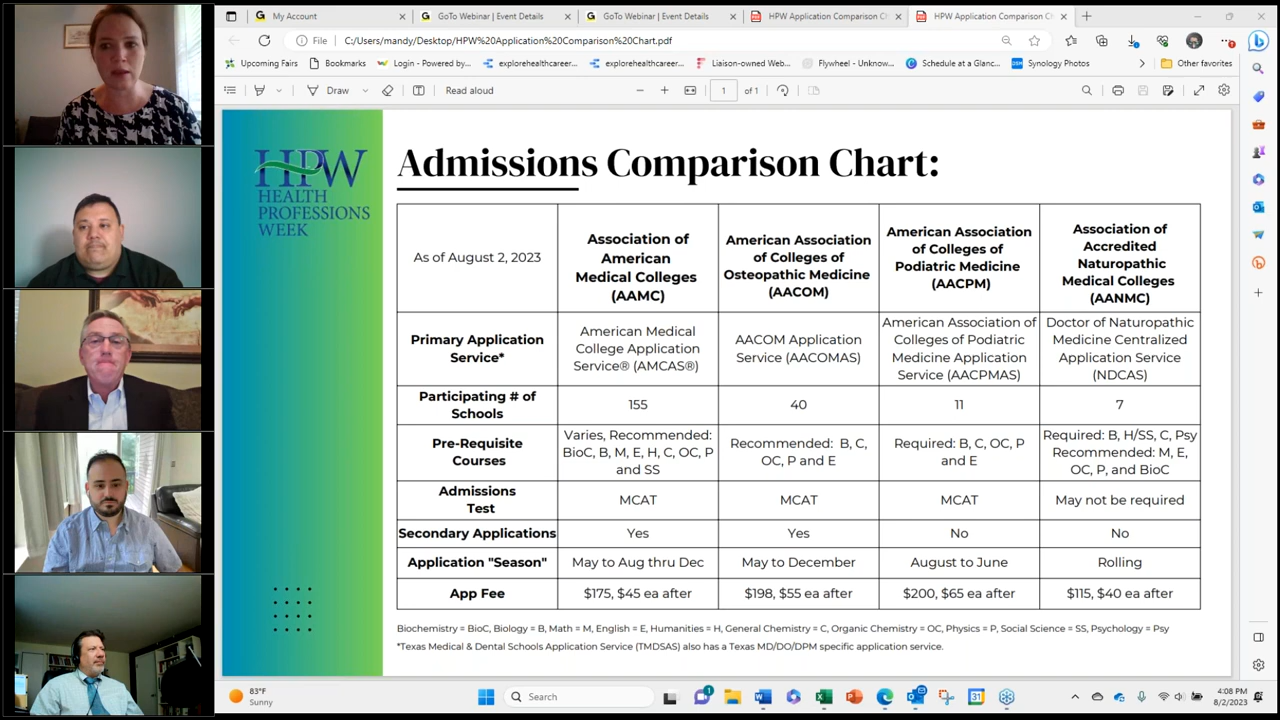 My Account
GoTo Webinar | Event Details
GoTo Webinar | Event Details
HPW Application Comparison Ch
HPW Application Comparison C
File
C:/Users/mandy/Desktop/HPW%20Application%20Comparison%20Chart.pdf
Upcoming Fairs
Bookmarks
Login - Powered by...
explorehealthcareer...
explorehealthcareer...
Liaison-owned Web...
Flywheel - Unknow...
Schedule at a Glanc...
Synology Photos
Other favorites
Draw
Read aloud
1
of 1
HPW
HEALTH
PROFESSIONS
WEEK
Admissions Comparison Chart:
As of August 2, 2023
Association of
American
Medical Colleges
(AAMC)
American Association
of Colleges of
Osteopathic Medicine
(AACOM)
American Association
of Colleges of
Podiatric Medicine
(AACPM)
Association of
Accredited
Naturopathic
Medical Colleges
(AANMC)
Primary Application
Service*
American Medical
College Application
Service® (AMCAS®)
AACOM Application
Service (AACOMAS)
American Association of
Colleges of Podiatric
Medicine Application
Service (AACPMAS)
Doctor of Naturopathic
Medicine Centralized
Application Service
(NDCAS)
Participating # of
Schools
155
40
11
7
Pre-Requisite
Courses
Varies, Recommended:
BioC, B, M, E, H, C, OC, P
and SS
Recommended: B, C,
OC, P and E
Required: B, C, OC, P
and E
Required: B, H/SS, C, Psy
Recommended: M, E,
OC, P, and BioC
Admissions
Test
MCAT
MCAT
MCAT
May not be required
Secondary Applications
Yes
Yes
No
No
Application "Season"
May to Aug thru Dec
May to December
August to June
Rolling
App Fee
$175, $45 ea after
$198, $55 ea after
$200, $65 ea after
$115, $40 ea after
Biochemistry = BioC, Biology = B, Math = M, English = E, Humanities = H, General Chemistry = C, Organic Chemistry = OC, Physics = P, Social Science = SS, Psychology = Psy
*Texas Medical & Dental Schools Application Service (TMDSAS) also has a Texas MD/DO/DPM specific application service.
83°F
Sunny
Search
4:08 PM
8/2/2023